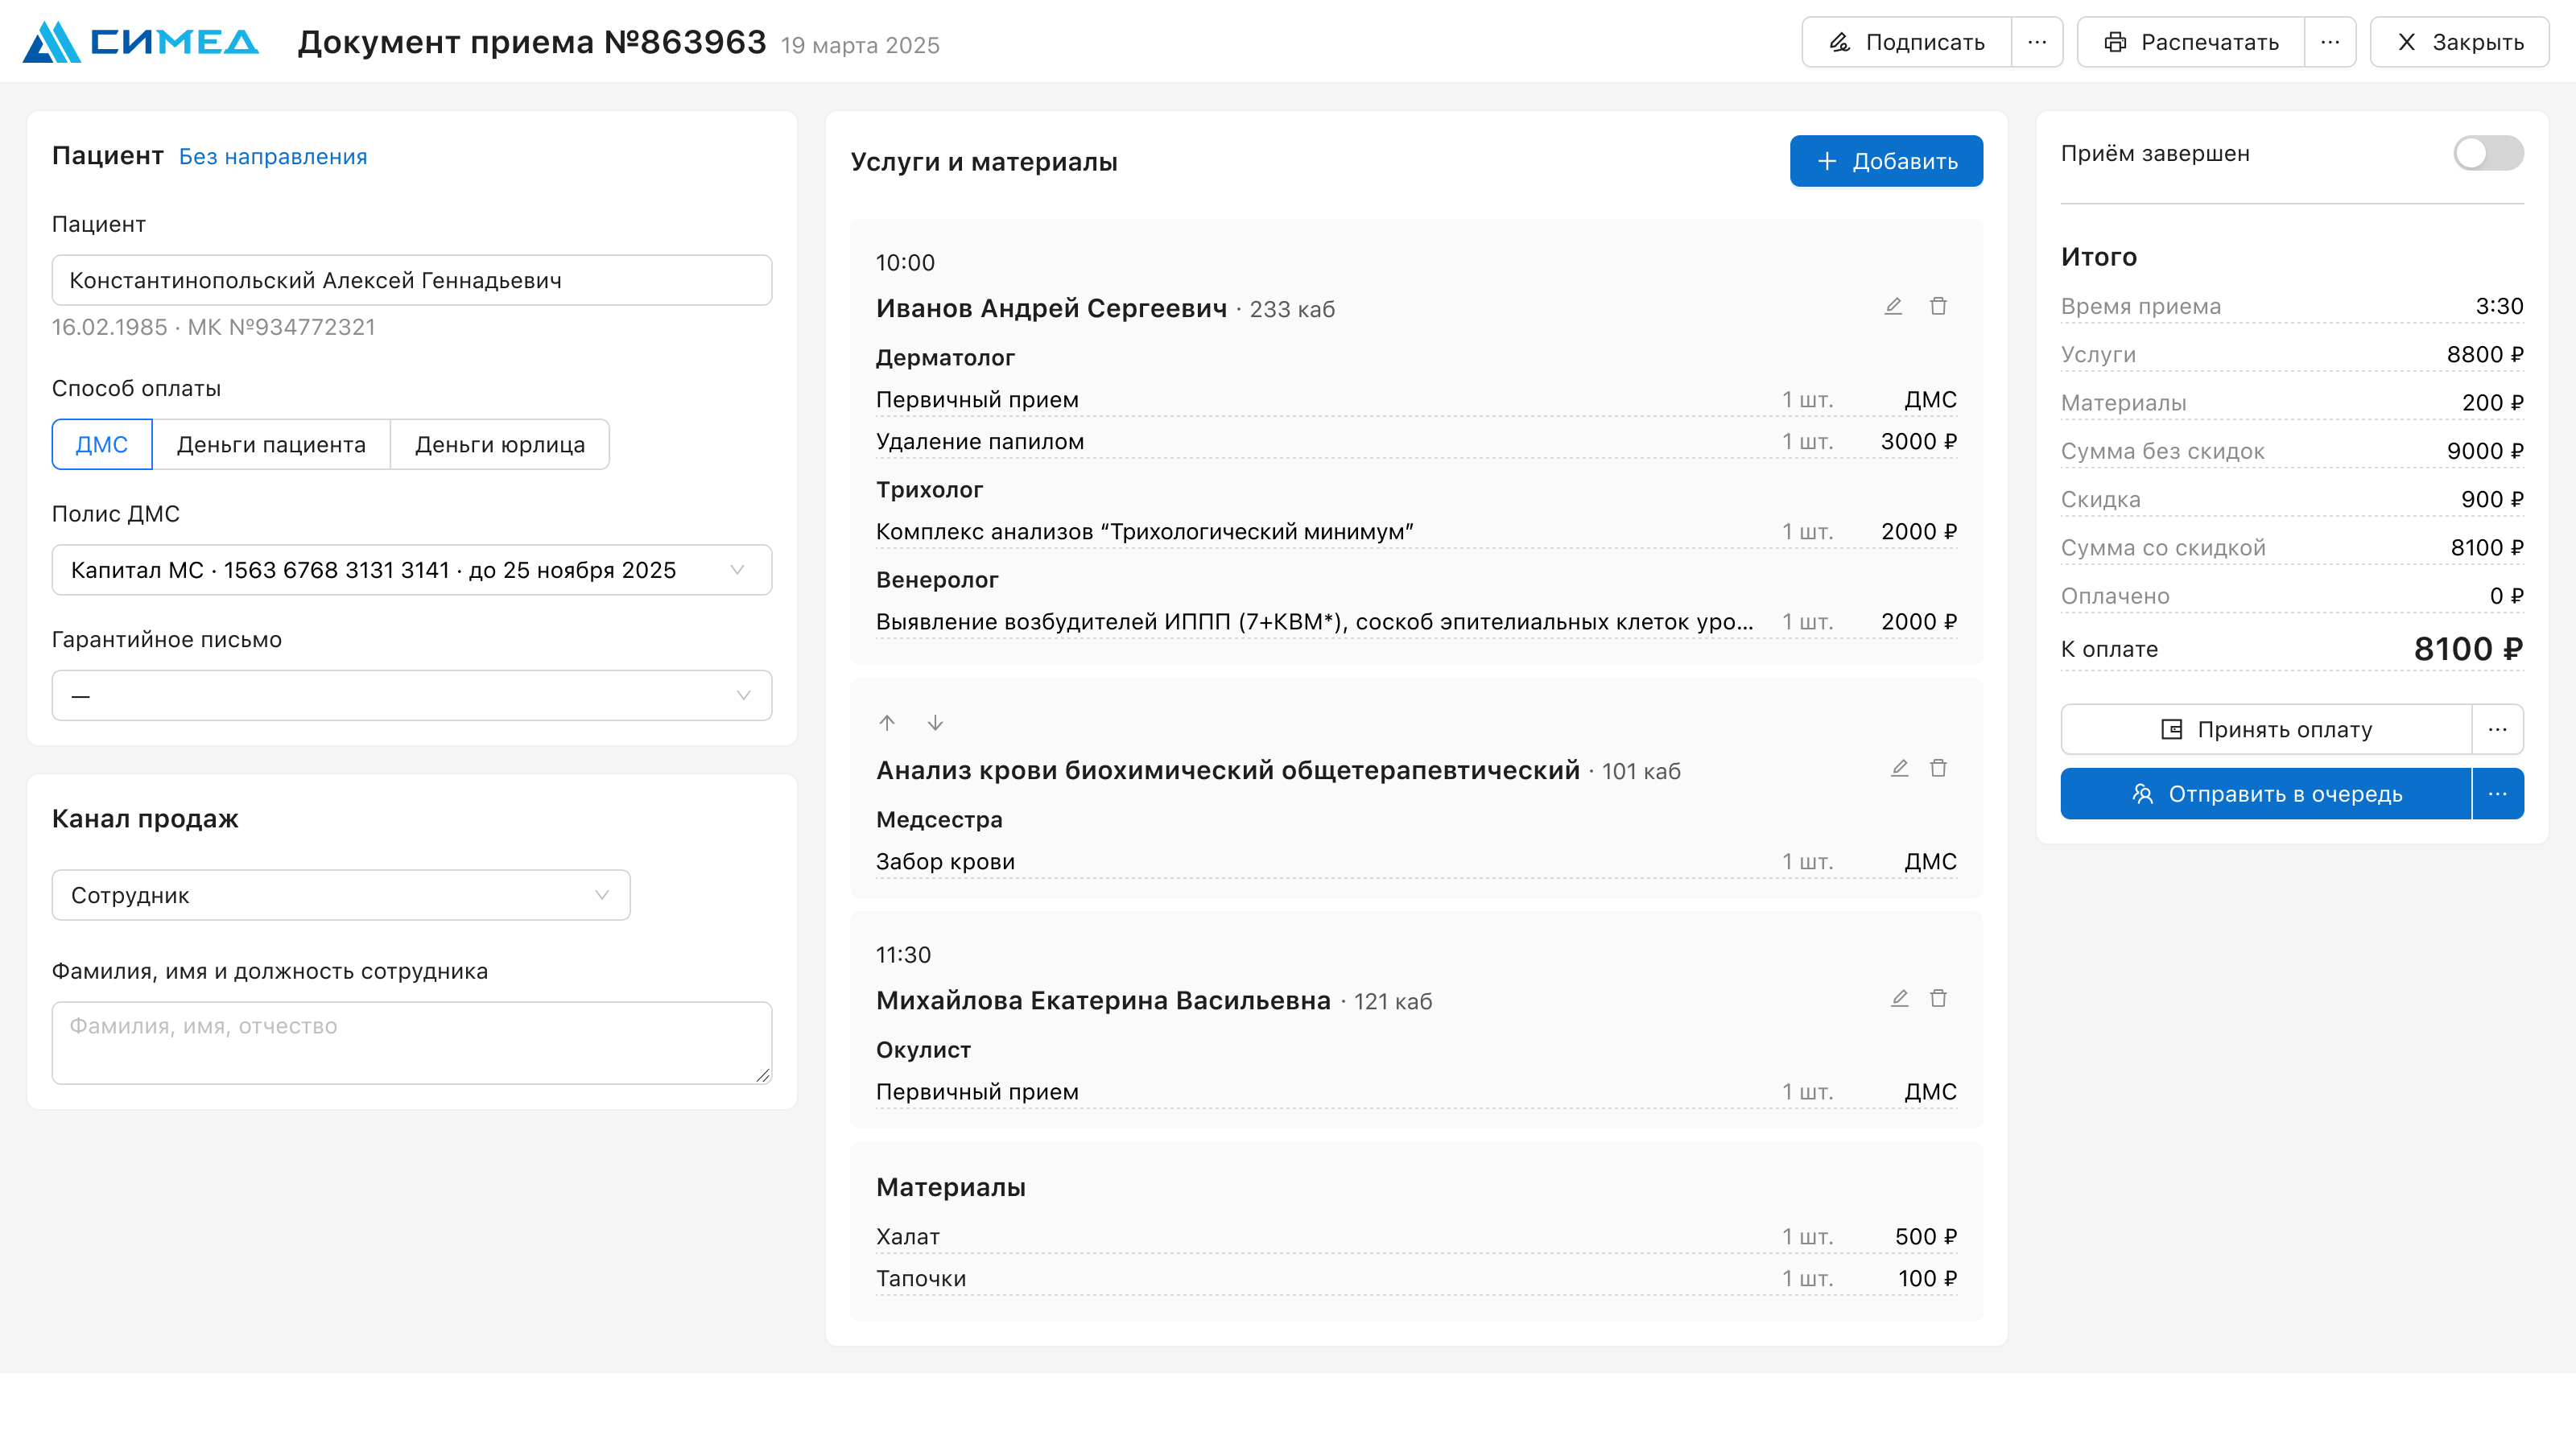 СИМЕД
Документ приема №863963 19 марта 2025
Подписать ···
Распечатать ···
Закрыть
Пациент Без направления
Пациент
Константинопольский Алексей Геннадьевич
16.02.1985 · МК №934772321
Способ оплаты
ДМС Деньги пациента Деньги юрлица
Полис ДМС
Капитал МС · 1563 6768 3131 3141 · до 25 ноября 2025
Гарантийное письмо
—
Канал продаж
Сотрудник
Фамилия, имя и должность сотрудника
Фамилия, имя, отчество
Услуги и материалы
Добавить
10:00
Иванов Андрей Сергеевич · 233 каб
Дерматолог
Первичный прием 1 шт. ДМС
Удаление папилом 1 шт. 3000 ₽
Трихолог
Комплекс анализов “Трихологический минимум” 1 шт. 2000 ₽
Венеролог
Выявление возбудителей ИППП (7+КВМ*), соскоб эпителиальных клеток уро... 1 шт. 2000 ₽
Анализ крови биохимический общетерапевтический · 101 каб
Медсестра
Забор крови 1 шт. ДМС
11:30
Михайлова Екатерина Васильевна · 121 каб
Окулист
Первичный прием 1 шт. ДМС
Материалы
Халат 1 шт. 500 ₽
Тапочки 1 шт. 100 ₽
Приём завершен
Итого
Время приема 3:30
Услуги 8800 ₽
Материалы 200 ₽
Сумма без скидок 9000 ₽
Скидка 900 ₽
Сумма со скидкой 8100 ₽
Оплачено 0 ₽
К оплате 8100 ₽
Принять оплату ···
Отправить в очередь ···